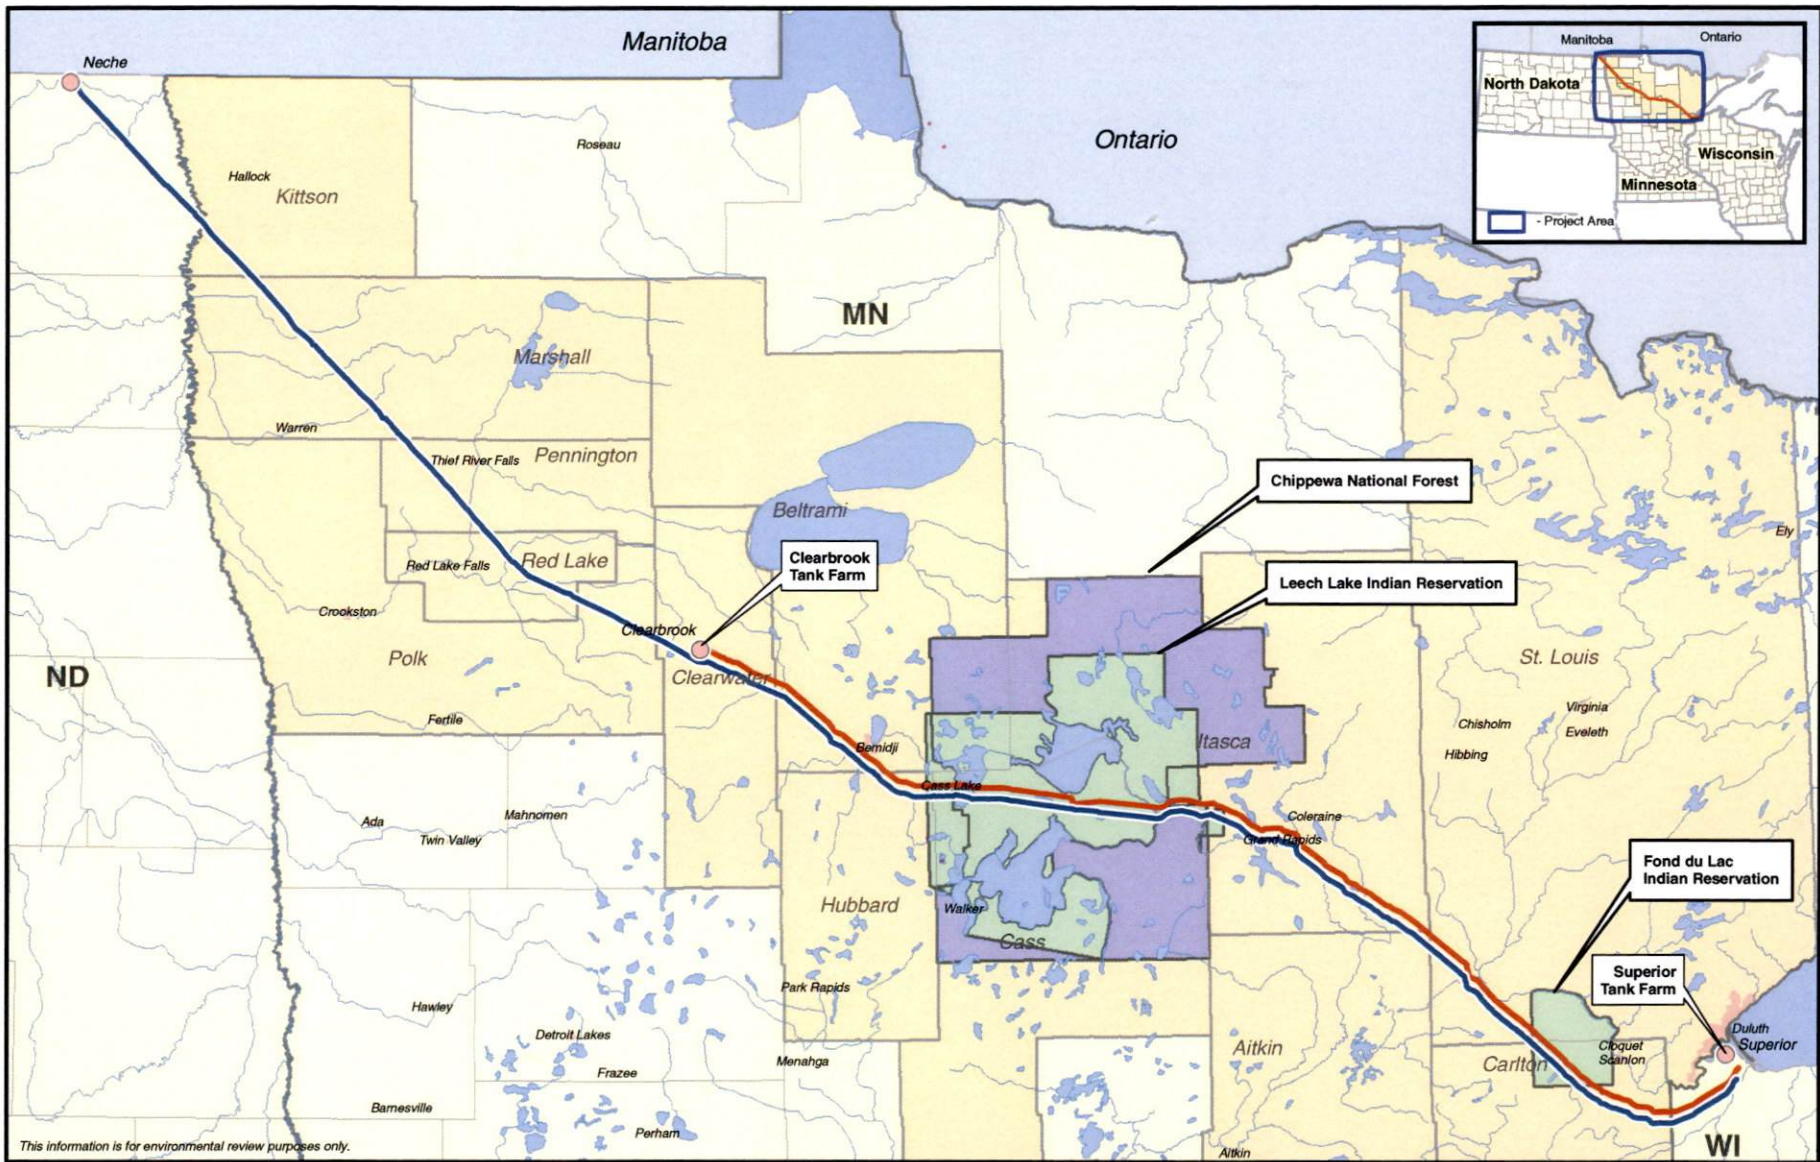 Manitoba
Neche
Ontario
Hallock
Kittson
Roseau
Manitoba
Ontario
North Dakota
Wisconsin
Minnesota
- Project Area
MN
Marshall
Warren
Thief River Falls
Pennington
Beltrami
Chippewa National Forest
Ely
Red Lake Falls
Red Lake
Clearbrook
Tank Farm
Leech Lake Indian Reservation
Crookston
Clearbrook
Polk
ND
Clearwater
St. Louis
Fertile
Bemidji
Itasca
Chisholm
Virginia
Eveleth
Hibbing
Cass Lake
Ada
Mahnomen
Twin Valley
Coleraine
Grand Rapids
Fond du Lac
Indian Reservation
Hubbard
Walker
Cass
Superior
Tank Farm
Park Rapids
Hawley
Detroit Lakes
Duluth
Superior
Cloquet
Scanlon
Aitkin
Carlton
Menahga
Frazee
Barnesville
Perham
This information is for environmental review purposes only.
Aitkin
WI